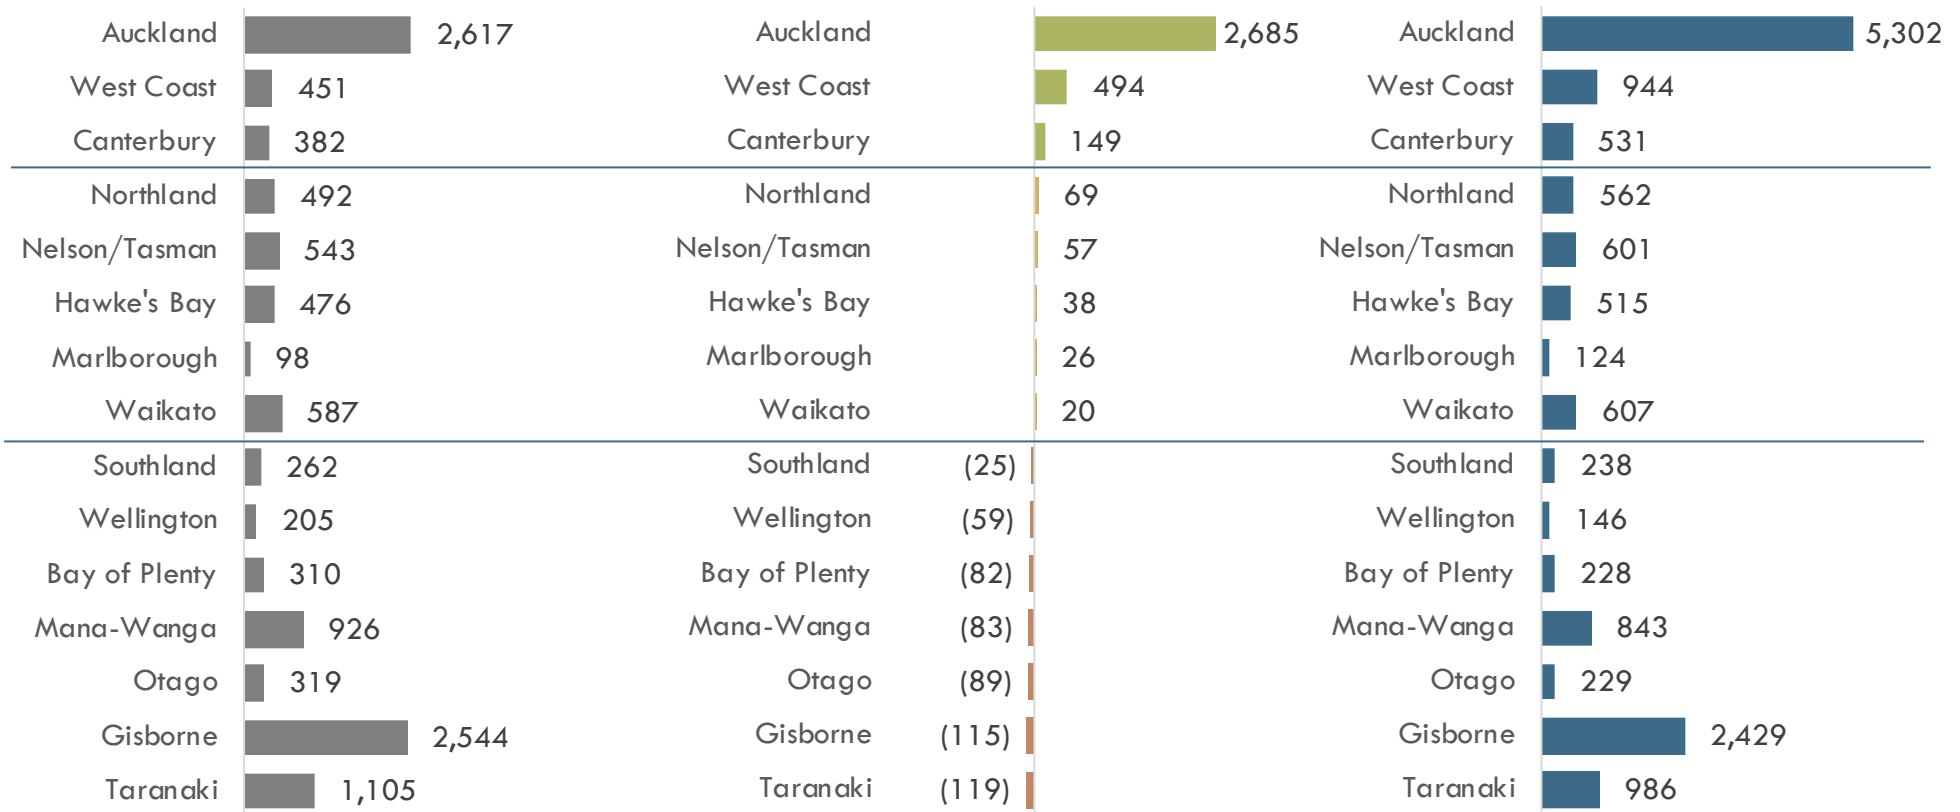 Auckland 2,617 Auckland 2,685 Auckland 5,302
West Coast 451 West Coast 494 West Coast 944
Canterbury 382 Canterbury 149 Canterbury 531
Northland 492 Northland 69 Northland 562
Nelson/Tasman 543 Nelson/Tasman 57 Nelson/Tasman 601
Hawke's Bay 476 Hawke's Bay 38 Hawke's Bay 515
Marlborough 98 Marlborough 26 Marlborough 124
Waikato 587 Waikato 20 Waikato 607
Southland 262 Southland (25) Southland 238
Wellington 205 Wellington (59) Wellington 146
Bay of Plenty 310 Bay of Plenty (82) Bay of Plenty 228
Mana-Wanga 926 Mana-Wanga (83) Mana-Wanga 843
Otago 319 Otago (89) Otago 229
Gisborne 2,544 Gisborne (115) Gisborne 2,429
Taranaki 1,105 Taranaki (119) Taranaki 986